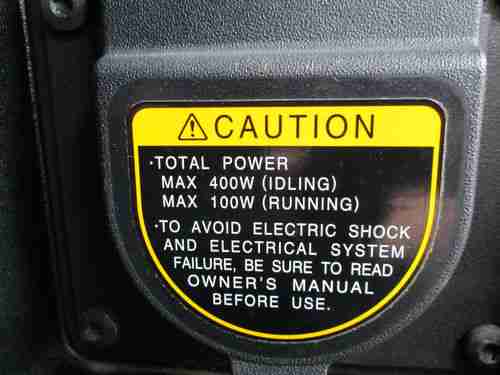 CAUTION
·TOTAL POWER
MAX 400W (IDLING)
MAX 100W (RUNNING)
·TO AVOID ELECTRIC SHOCK
AND ELECTRICAL SYSTEM
FAILURE, BE SURE TO READ
OWNER'S MANUAL
BEFORE USE.